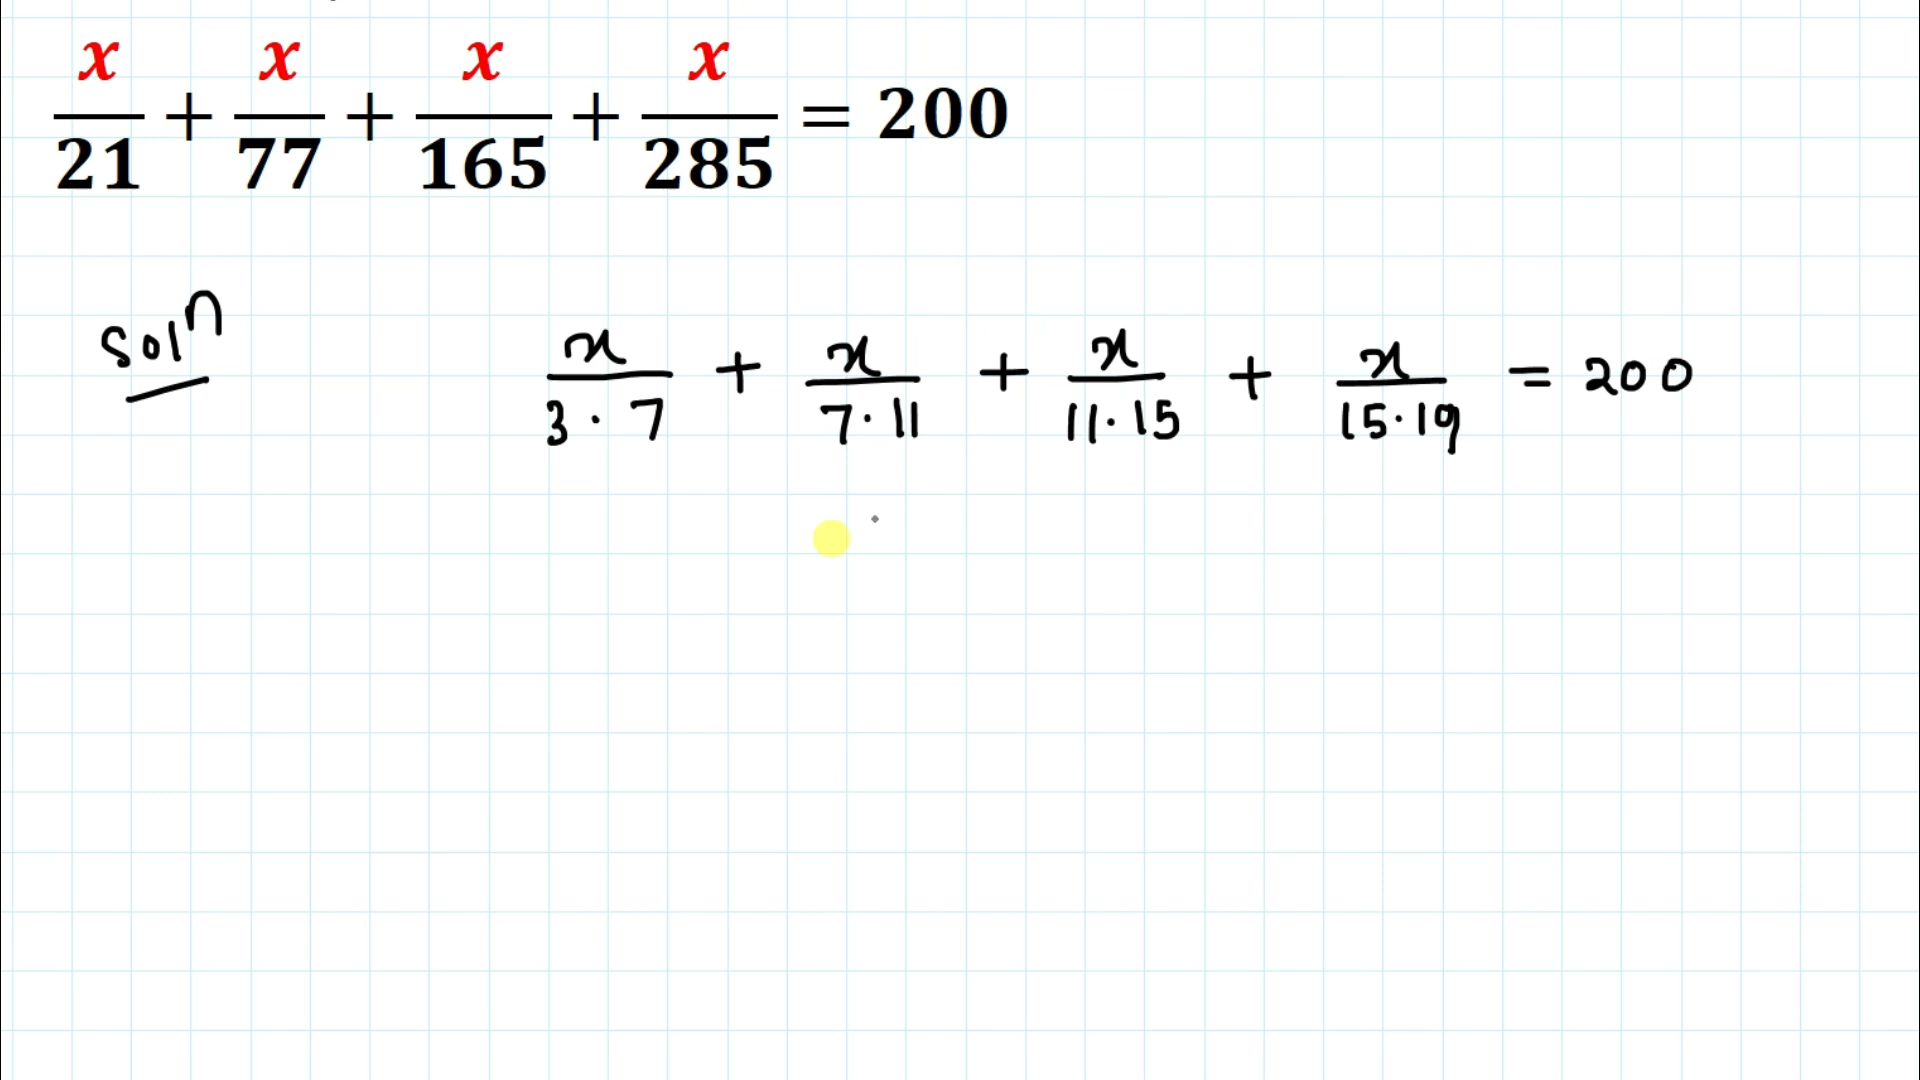 x/21 + x/77 + x/165 + x/285 = 200
Soln
x/3·7 + x/7·11 + x/11·15 + x/15·19 = 200